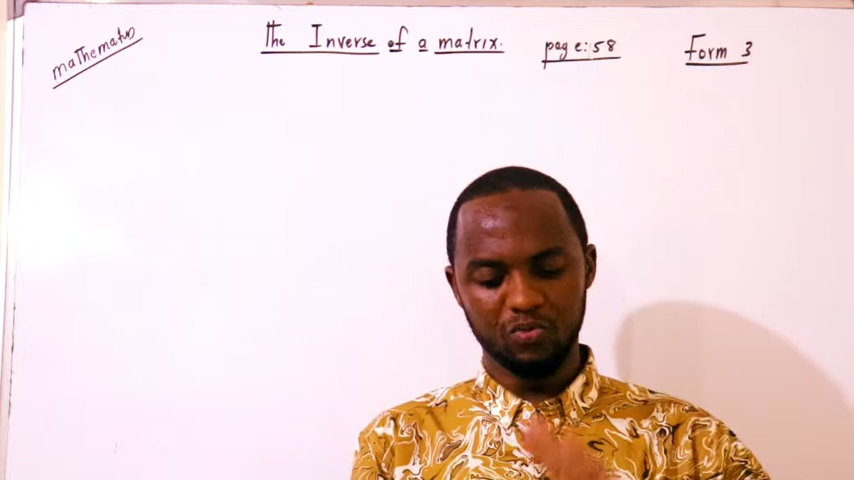 mathematics
The Inverse of a matrix. page: 58 Form 3